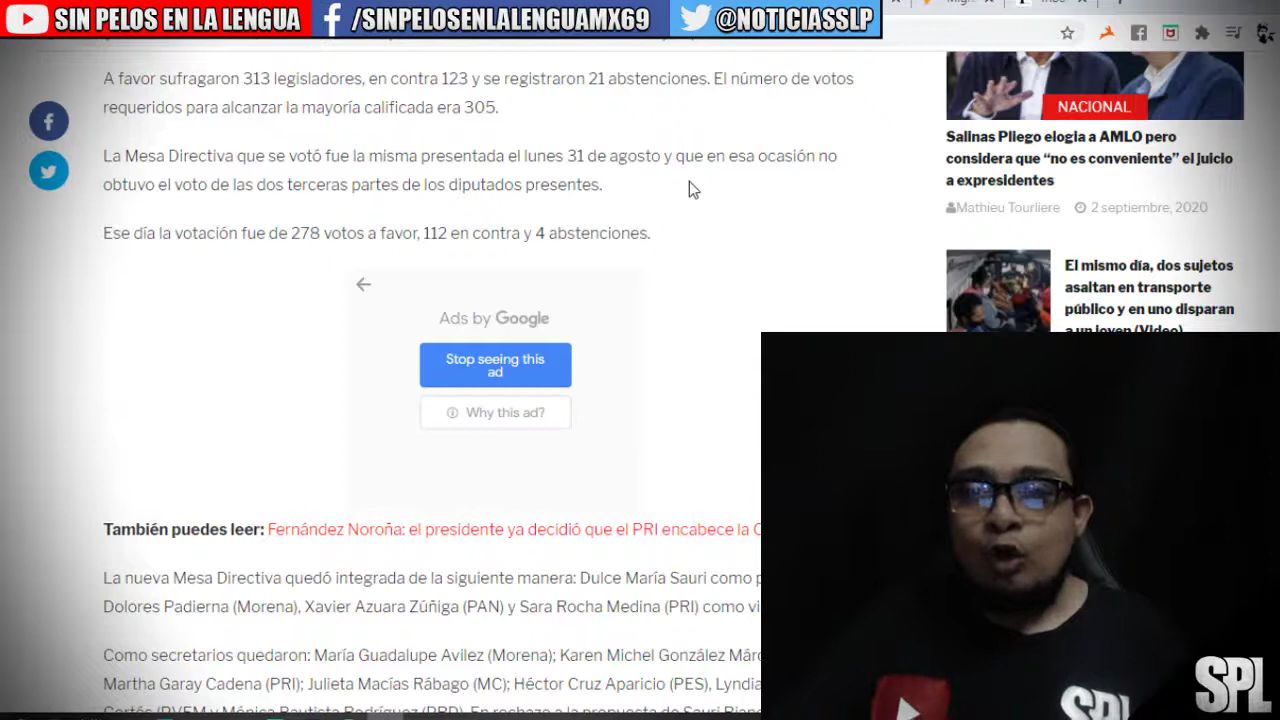 SIN PELOS EN LA LENGUA
/SINPELOSENLALENGUAMX69
@NOTICIASSLP
A favor sufragaron 313 legisladores, en contra 123 y se registraron 21 abstenciones. El número de votos
requeridos para alcanzar la mayoría calificada era 305.
La Mesa Directiva que se votó fue la misma presentada el lunes 31 de agosto y que en esa ocasión no
obtuvo el voto de las dos terceras partes de los diputados presentes.
Ese día la votación fue de 278 votos a favor, 112 en contra y 4 abstenciones.
Ads by Google
Stop seeing this
ad
Why this ad?
También puedes leer: Fernández Noroña: el presidente ya decidió que el PRI encabece la
La nueva Mesa Directiva quedó integrada de la siguiente manera: Dulce María Sauri como
Dolores Padierna (Morena), Xavier Azuara Zúñiga (PAN) y Sara Rocha Medina (PRI) como
Como secretarios quedaron: María Guadalupe Avilez (Morena); Karen Michel González
Martha Garay Cadena (PRI); Julieta Macías Rábago (MC); Héctor Cruz Aparicio (PES), Lyndia
NACIONAL
Salinas Pliego elogia a AMLO pero
considera que “no es conveniente” el juicio
a expresidentes
Mathieu Tourliere
2 septiembre, 2020
El mismo día, dos sujetos
asaltan en transporte
público y en uno disparan
a un joven (Video)
SPL
SPL